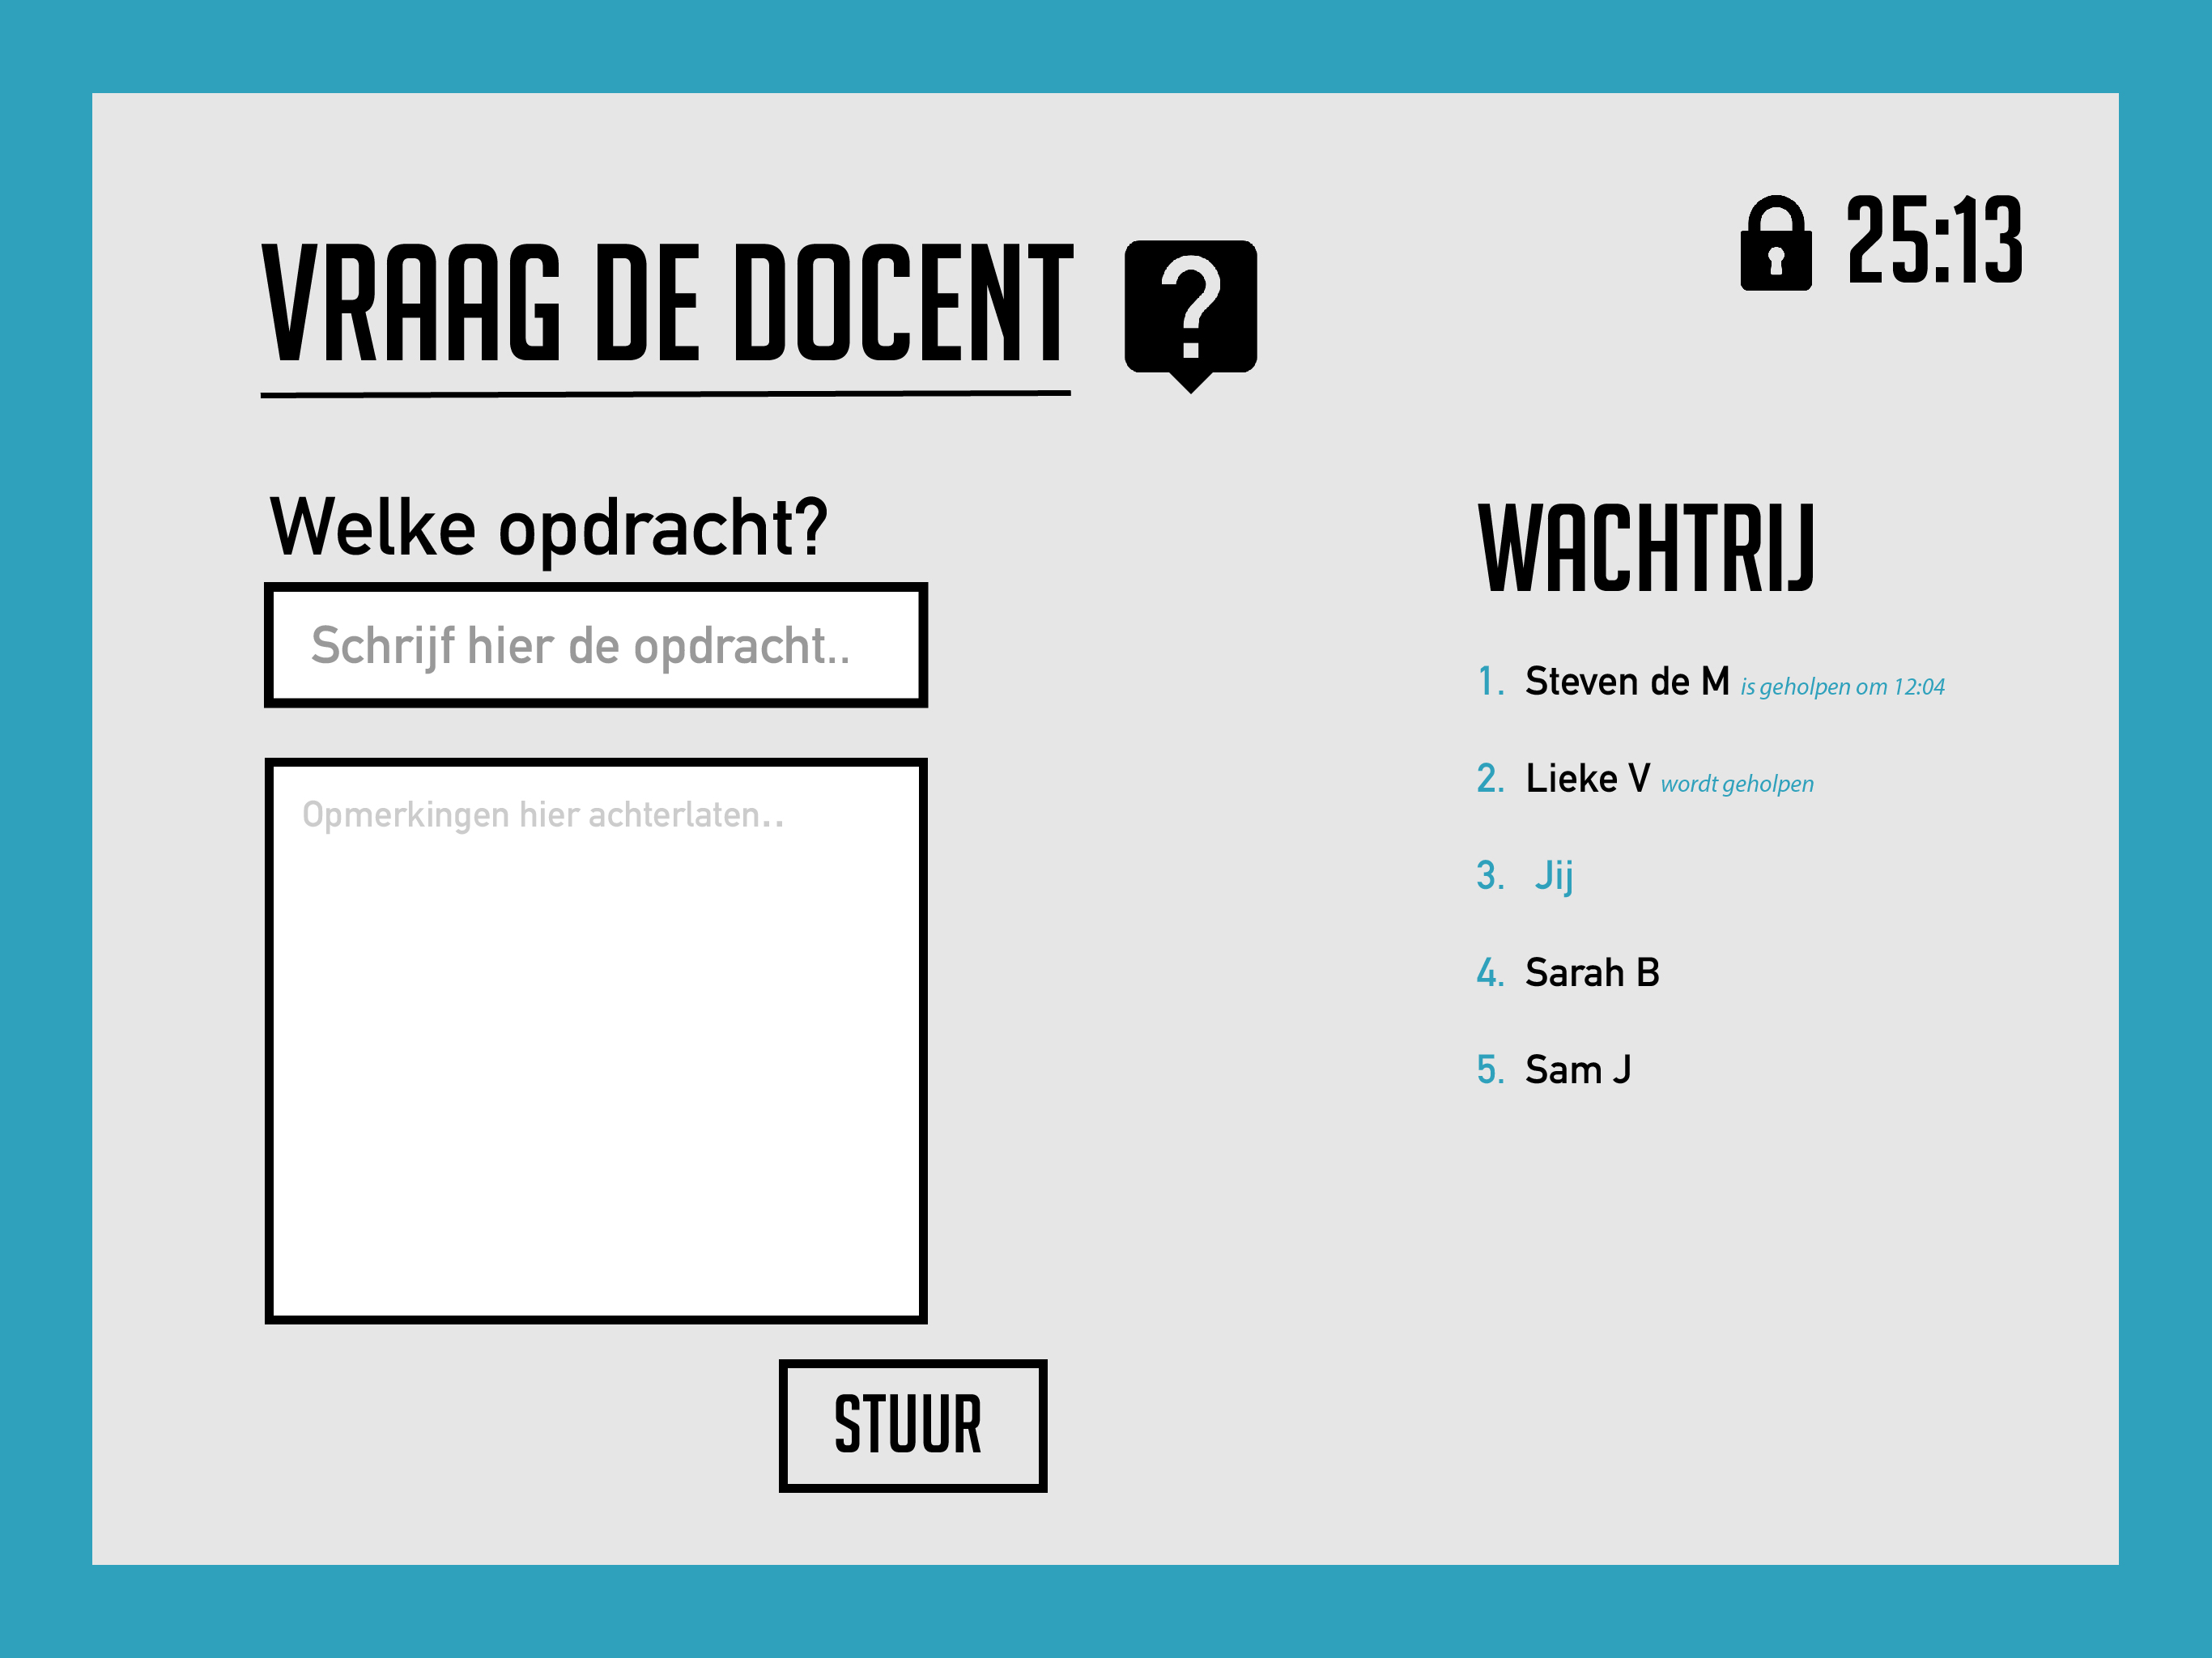 25:13
VRAAG DE DOCENT
Welke opdracht?
Schrijf hier de opdracht..
Opmerkingen hier achterlaten..
STUUR
WACHTRIJ
1. Steven de M is geholpen om 12:04
2. Lieke V wordt geholpen
3. Jij
4. Sarah B
5. Sam J